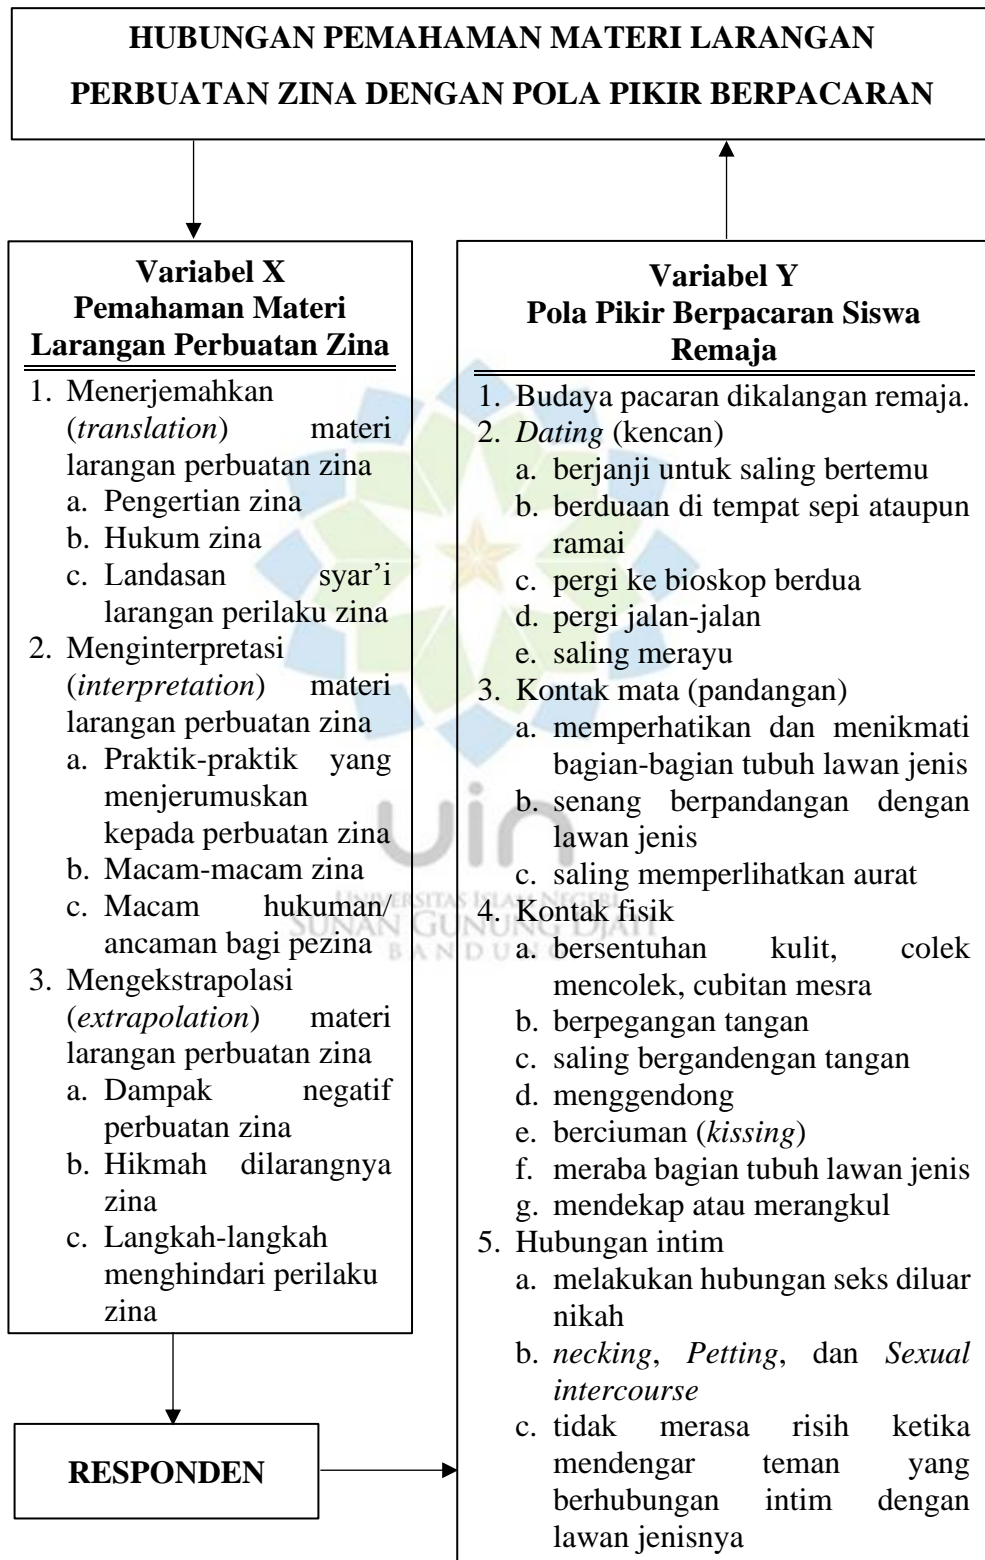 HUBUNGAN PEMAHAMAN MATERI LARANGAN
PERBUATAN ZINA DENGAN POLA PIKIR BERPACARAN
Variabel X
Pemahaman Materi
Larangan Perbuatan Zina
1. Menerjemahkan
(translation) materi
larangan perbuatan zina
a. Pengertian zina
b. Hukum zina
c. Landasan syar’i
larangan perilaku zina
2. Menginterpretasi
(interpretation) materi
larangan perbuatan zina
a. Praktik-praktik yang
menjerumuskan
kepada perbuatan zina
b. Macam-macam zina
c. Macam hukuman/
ancaman bagi pezina
3. Mengekstrapolasi
(extrapolation) materi
larangan perbuatan zina
a. Dampak negatif
perbuatan zina
b. Hikmah dilarangnya
zina
c. Langkah-langkah
menghindari perilaku
zina
RESPONDEN
Variabel Y
Pola Pikir Berpacaran Siswa
Remaja
1. Budaya pacaran dikalangan remaja.
2. Dating (kencan)
a. berjanji untuk saling bertemu
b. berduaan di tempat sepi ataupun
ramai
c. pergi ke bioskop berdua
d. pergi jalan-jalan
e. saling merayu
3. Kontak mata (pandangan)
a. memperhatikan dan menikmati
bagian-bagian tubuh lawan jenis
b. senang berpandangan dengan
lawan jenis
c. saling memperlihatkan aurat
4. Kontak fisik
a. bersentuhan kulit, colek
mencolek, cubitan mesra
b. berpegangan tangan
c. saling bergandengan tangan
d. menggendong
e. berciuman (kissing)
f. meraba bagian tubuh lawan jenis
g. mendekap atau merangkul
5. Hubungan intim
a. melakukan hubungan seks diluar
nikah
b. necking, Petting, dan Sexual
intercourse
c. tidak merasa risih ketika
mendengar teman yang
berhubungan intim dengan
lawan jenisnya
uin
UNIVERSITAS ISLAM NEGERI
SUNAN GUNUNG DJATI
BANDUNG